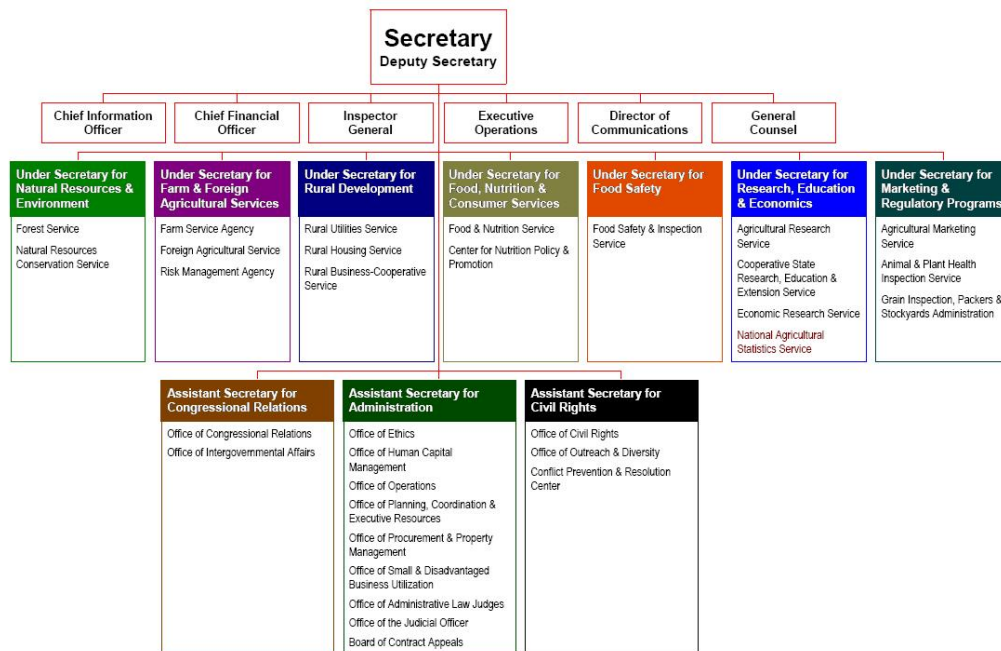 Secretary
Deputy Secretary
Chief Information
Officer
Chief Financial
Officer
Inspector
General
Executive
Operations
Director of
Communications
General
Counsel
Under Secretary for
Natural Resources &
Environment
Forest Service
Natural Resources
Conservation Service
Under Secretary for
Farm & Foreign
Agricultural Services
Farm Service Agency
Foreign Agricultural Service
Risk Management Agency
Under Secretary for
Rural Development
Rural Utilities Service
Rural Housing Service
Rural Business-Cooperative
Service
Under Secretary for
Food, Nutrition &
Consumer Services
Food & Nutrition Service
Center for Nutrition Policy &
Promotion
Under Secretary for
Food Safety
Food Safety & Inspection
Service
Under Secretary for
Research, Education
& Economics
Agricultural Research
Service
Cooperative State
Research, Education &
Extension Service
Economic Research Service
National Agricultural
Statistics Service
Under Secretary for
Marketing &
Regulatory Programs
Agricultural Marketing
Service
Animal & Plant Health
Inspection Service
Grain Inspection, Packers &
Stockyards Administration
Assistant Secretary for
Congressional Relations
Office of Congressional Relations
Office of Intergovernmental Affairs
Assistant Secretary for
Administration
Office of Ethics
Office of Human Capital
Management
Office of Operations
Office of Planning, Coordination &
Executive Resources
Office of Procurement & Property
Management
Office of Small & Disadvantaged
Business Utilization
Office of Administrative Law Judges
Office of the Judicial Officer
Board of Contract Appeals
Assistant Secretary for
Civil Rights
Office of Civil Rights
Office of Outreach & Diversity
Conflict Prevention & Resolution
Center